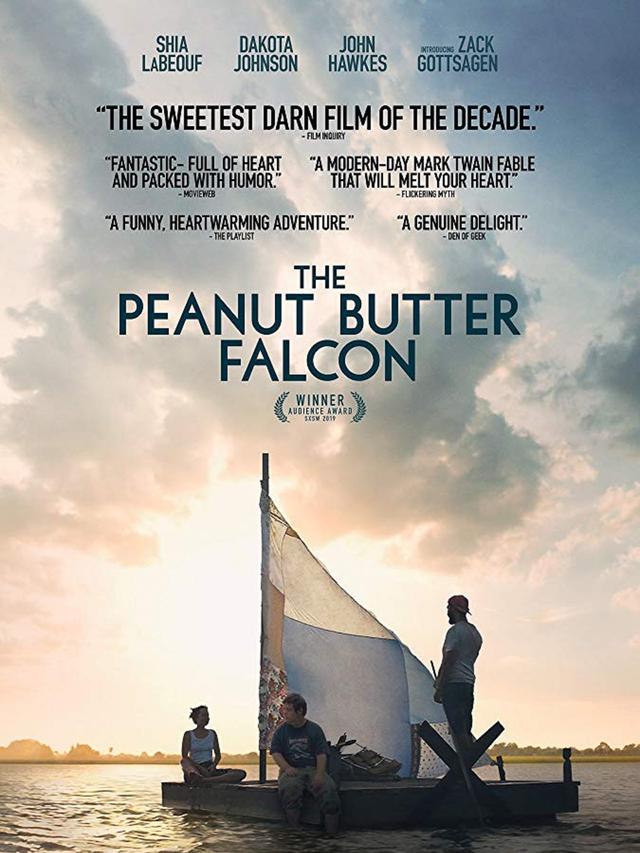 SHIA LABEOUF
DAKOTA JOHNSON
JOHN HAWKES
INTRODUCING ZACK GOTTSAGEN
“THE SWEETEST DARN FILM OF THE DECADE.”
- FILM INQUIRY
“FANTASTIC- FULL OF HEART
AND PACKED WITH HUMOR.”
- MOVIEWEB
“A MODERN-DAY MARK TWAIN FABLE
THAT WILL MELT YOUR HEART.”
- FLICKERING MYTH
“A FUNNY, HEARTWARMING ADVENTURE.”
- THE PLAYLIST
“A GENUINE DELIGHT.”
- DEN OF GEEK
THE
PEANUT BUTTER
FALCON
WINNER
AUDIENCE AWARD
SXSW 2019